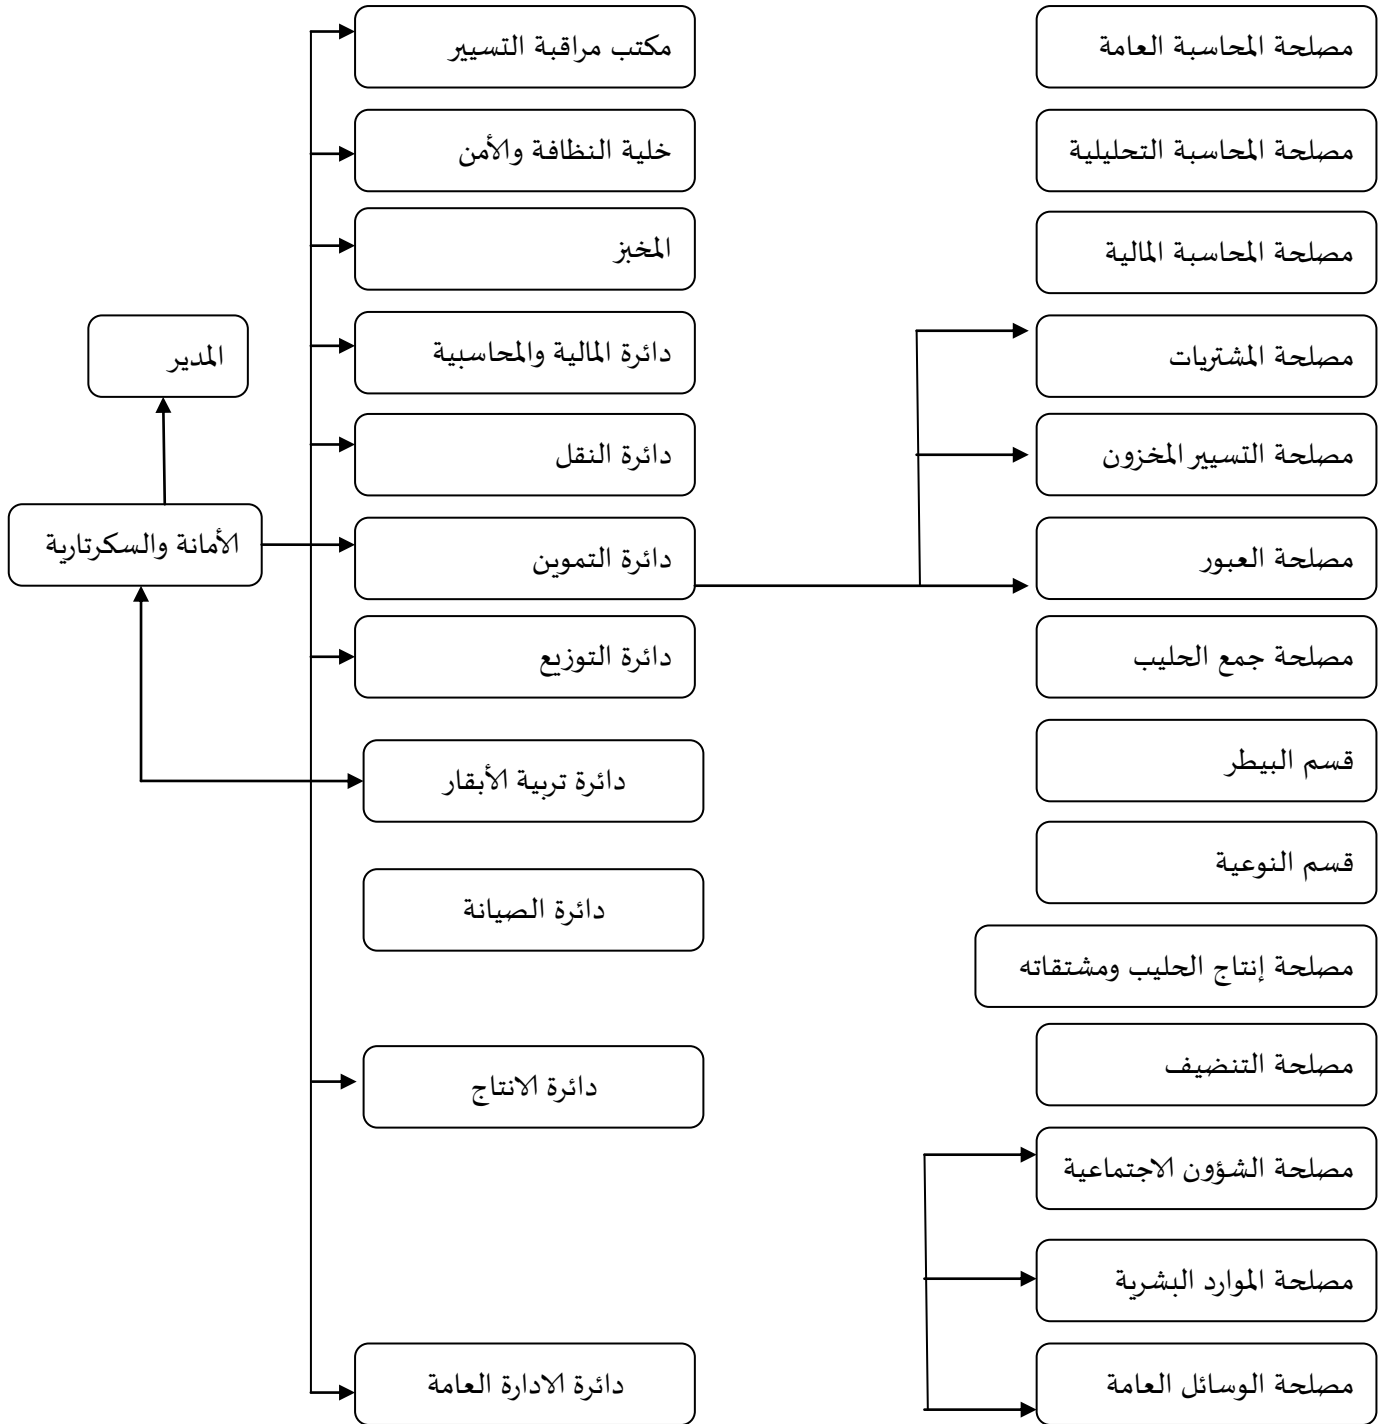 مصلحة المحاسبة العامة
مصلحة المحاسبة التحليلية
مصلحة المحاسبة المالية
مصلحة المشتريات
مصلحة التسيير المخزون
مصلحة العبور
مصلحة جمع الحليب
قسم البيطر
قسم النوعية
مصلحة إنتاج الحليب ومشتقاته
مصلحة التنضيف
مصلحة الشؤون الاجتماعية
مصلحة الموارد البشرية
مصلحة الوسائل العامة
مكتب مراقبة التسيير
خلية النظافة والأمن
المخبز
دائرة المالية والمحاسبية
دائرة النقل
دائرة التموين
دائرة التوزيع
دائرة تربية الأبقار
دائرة الصيانة
دائرة الانتاج
دائرة الادارة العامة
المدير
الأمانة والسكرتارية